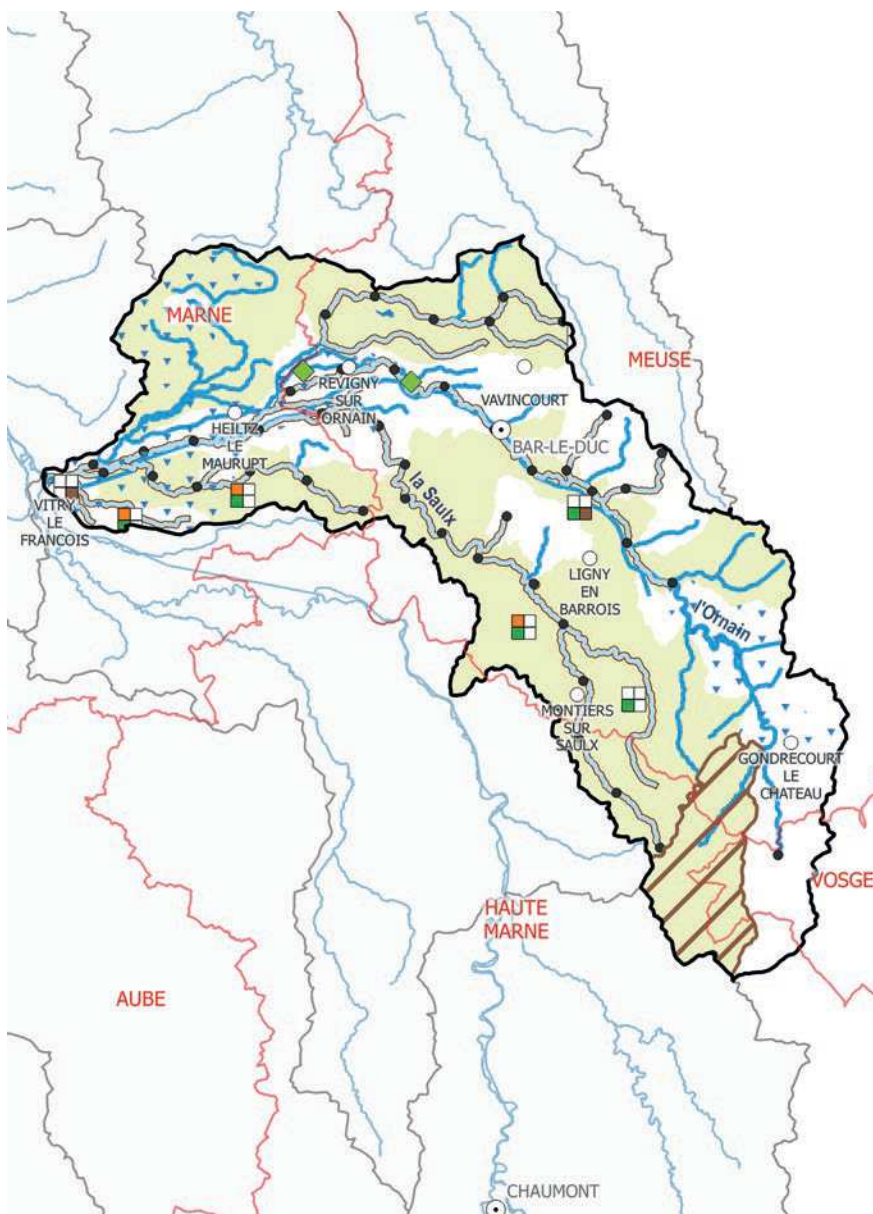 MARNE
MEUSE
REVIGNY
SUR
ORNAIN
VAVINCOURT
HEILTZ
LE
MAURUPT
BAR-LE-DUC
la Saulx
VITRY
LE
FRANCOIS
LIGNY
EN
BARROIS
l'Ornain
MONTIERS
SUR
SAULX
GONDRECOURT
LE
CHATEAU
VOSGE
HAUTE
MARNE
AUBE
CHAUMONT